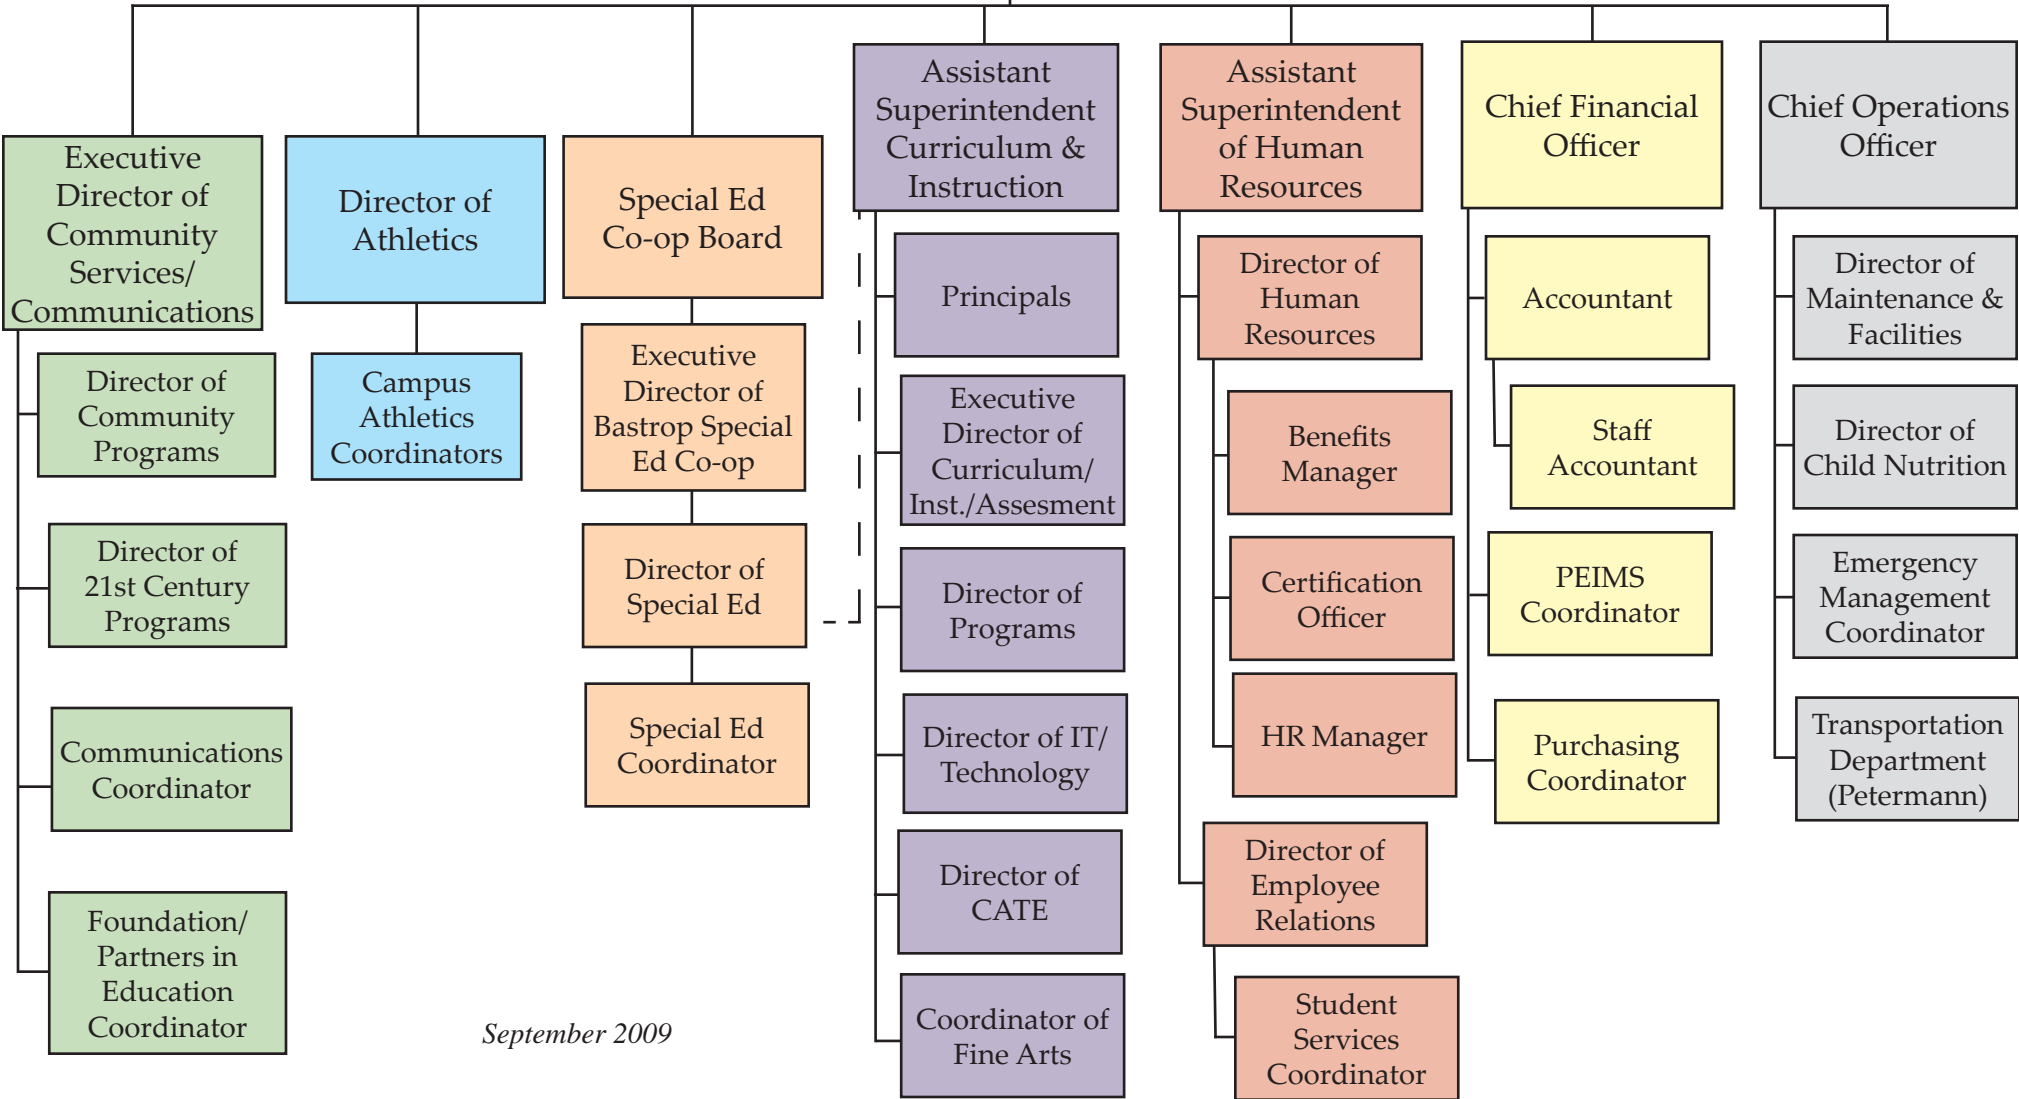 Executive
Director of
Community
Services/
Communications
Director of
Community
Programs
Director of
21st Century
Programs
Communications
Coordinator
Foundation/
Partners in
Education
Coordinator
Director of
Athletics
Campus
Athletics
Coordinators
Special Ed
Co-op Board
Executive
Director of
Bastrop Special
Ed Co-op
Director of
Special Ed
Special Ed
Coordinator
Assistant
Superintendent
Curriculum &
Instruction
Principals
Executive
Director of
Curriculum/
Inst./Assesment
Director of
Programs
Director of IT/
Technology
Director of
CATE
Coordinator of
Fine Arts
Assistant
Superintendent
of Human
Resources
Director of
Human
Resources
Benefits
Manager
Certification
Officer
HR Manager
Director of
Employee
Relations
Student
Services
Coordinator
Chief Financial
Officer
Accountant
Staff
Accountant
PEIMS
Coordinator
Purchasing
Coordinator
Chief Operations
Officer
Director of
Maintenance &
Facilities
Director of
Child Nutrition
Emergency
Management
Coordinator
Transportation
Department
(Petermann)
September 2009